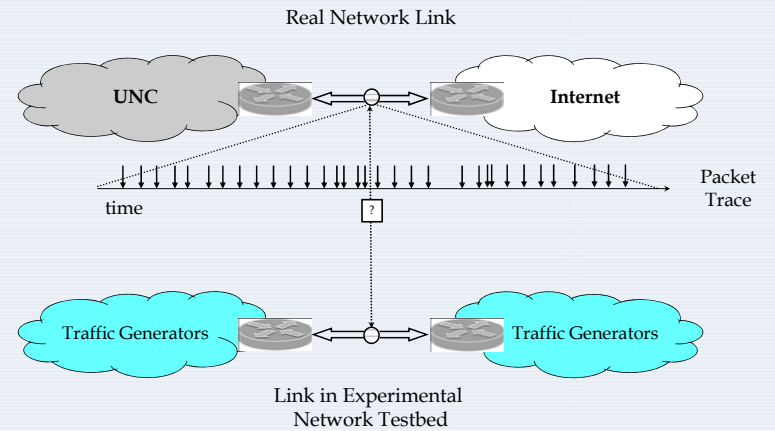 Real Network Link
UNC
Internet
Packet
Trace
time
?
Traffic Generators
Traffic Generators
Link in Experimental
Network Testbed